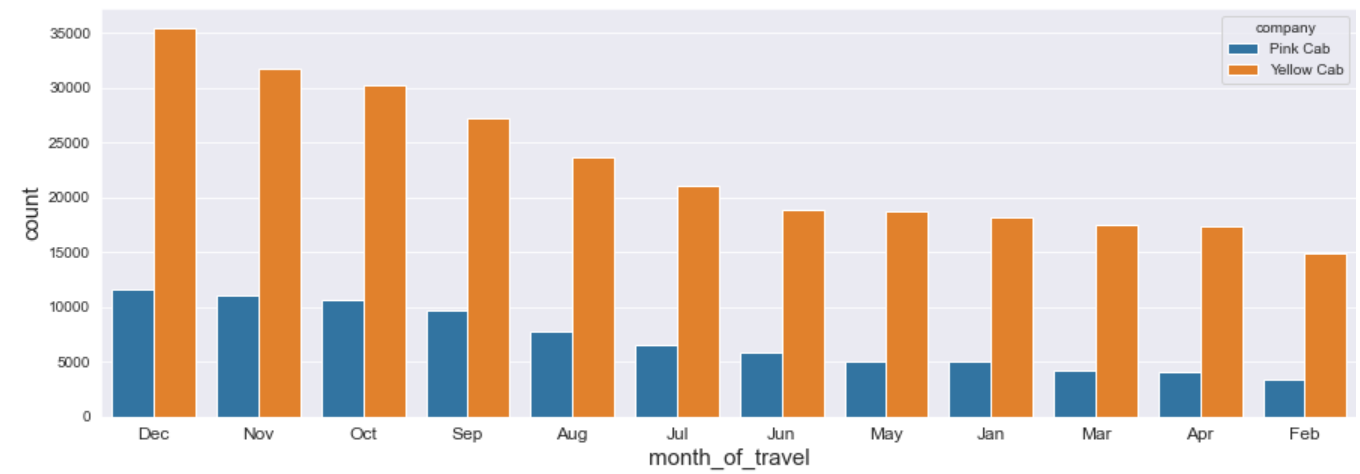 company
Pink Cab
Yellow Cab
35000
30000
25000
20000
15000
10000
5000
0
count
Dec Nov Oct Sep Aug Jul Jun May Jan Mar Apr Feb
month_of_travel